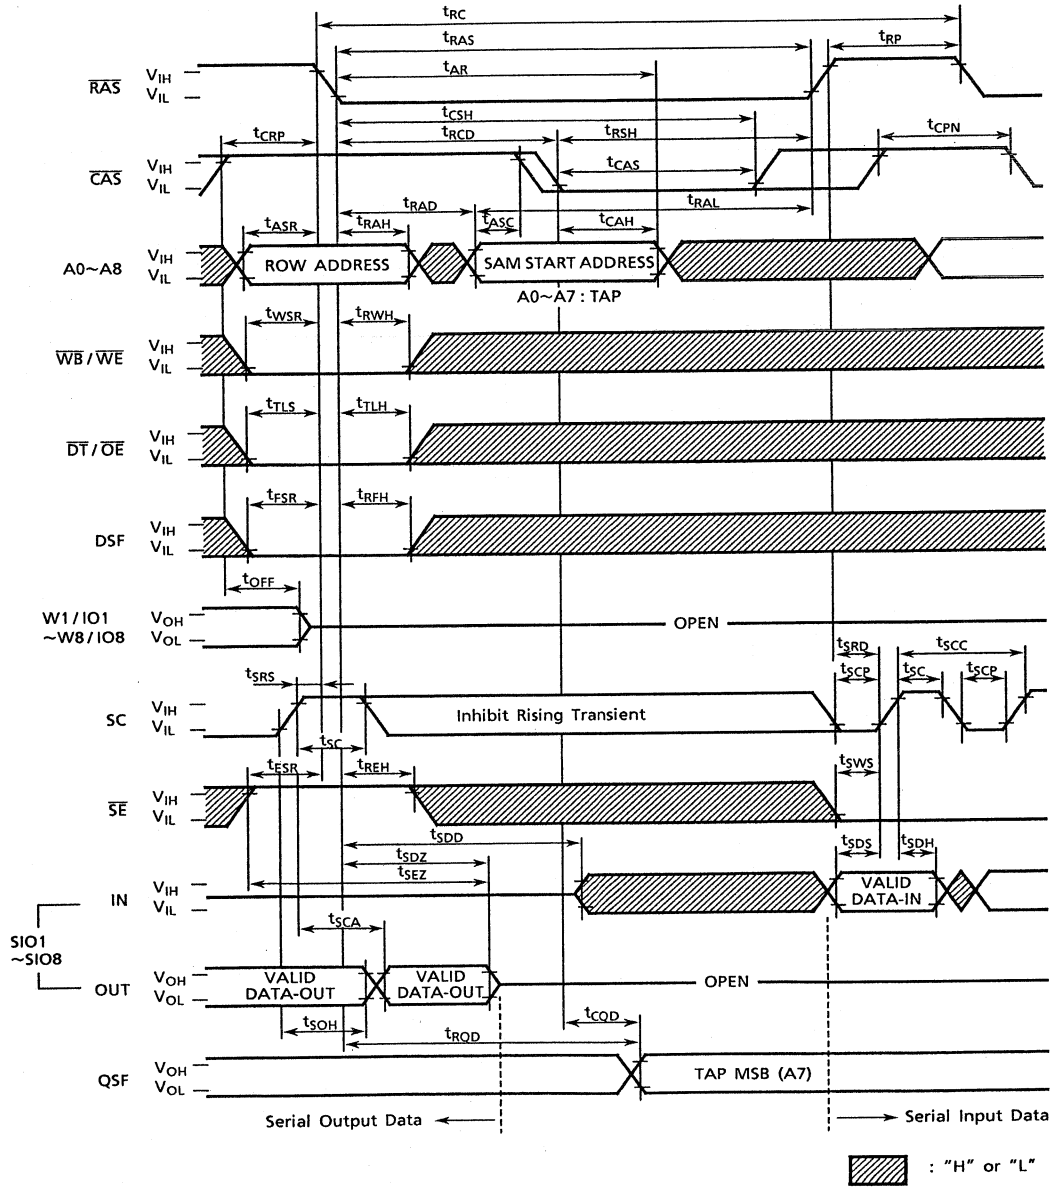 tRC
tRAS tRP
tAR
RAS VIH
VIL
tCSH
tCRP tRCD tRSH tCPN
CAS VIH
VIL
tCAS
tRAD tRAL
tASR tRAH tASC tCAH
A0~A8 VIH
VIL
ROW ADDRESS SAM START ADDRESS
A0~A7 : TAP
tWSR tRWH
WB / WE VIH
VIL
tTLS tTLH
DT / OE VIH
VIL
tFSR tRFH
DSF VIH
VIL
tOFF
W1 / IO1
~W8 / IO8
VOH
VOL
OPEN
tSRD tSCC
tSRS tSCP tSC tSCP
SC VIH
VIL
Inhibit Rising Transient
tSC
tESR tREH tSWS
SE VIH
VIL
tSDD
tSDZ tSDS tSDH
tSEZ
IN VIH
VIL
VALID
DATA-IN
tSCA
SIO1
~SIO8
OUT VOH
VOL
VALID
DATA-OUT
VALID
DATA-OUT
OPEN
tSOH tRQD tCQD
QSF VOH
VOL
TAP MSB (A7)
Serial Output Data Serial Input Data
: "H" or "L"